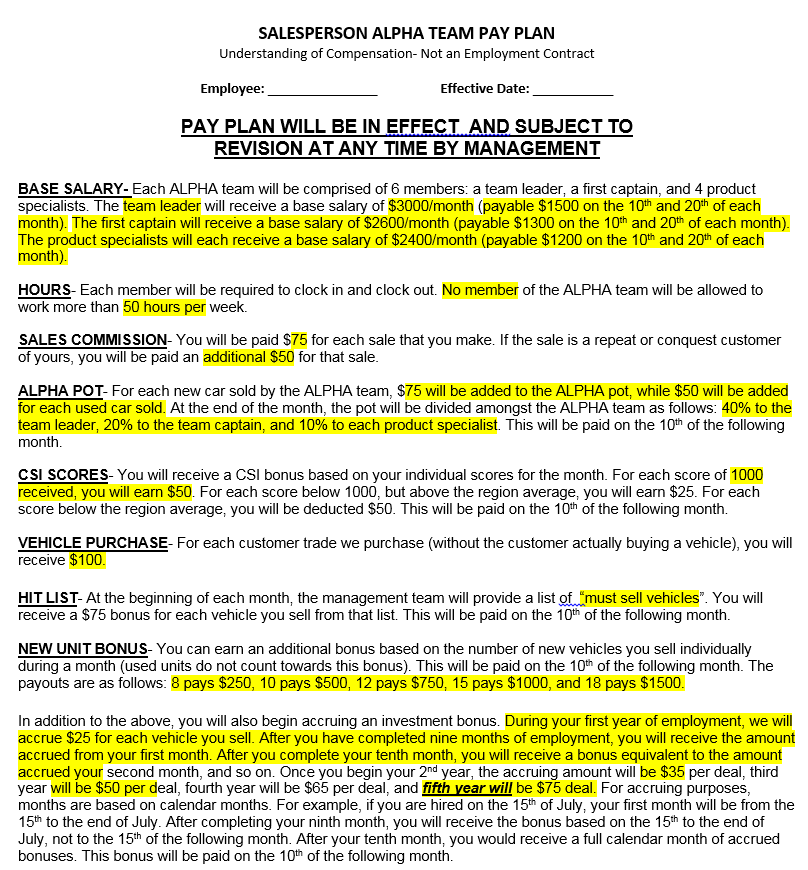 SALESPERSON ALPHA TEAM PAY PLAN
Understanding of Compensation- Not an Employment Contract
Employee: _______________ Effective Date: ___________
PAY PLAN WILL BE IN EFFECT AND SUBJECT TO
REVISION AT ANY TIME BY MANAGEMENT
BASE SALARY- Each ALPHA team will be comprised of 6 members: a team leader, a first captain, and 4 product
specialists. The team leader will receive a base salary of $3000/month (payable $1500 on the 10th and 20th of each
month). The first captain will receive a base salary of $2600/month (payable $1300 on the 10th and 20th of each month).
The product specialists will each receive a base salary of $2400/month (payable $1200 on the 10th and 20th of each
month).
HOURS- Each member will be required to clock in and clock out. No member of the ALPHA team will be allowed to
work more than 50 hours per week.
SALES COMMISSION- You will be paid $75 for each sale that you make. If the sale is a repeat or conquest customer
of yours, you will be paid an additional $50 for that sale.
ALPHA POT- For each new car sold by the ALPHA team, $75 will be added to the ALPHA pot, while $50 will be added
for each used car sold. At the end of the month, the pot will be divided amongst the ALPHA team as follows: 40% to the
team leader, 20% to the team captain, and 10% to each product specialist. This will be paid on the 10th of the following
month.
CSI SCORES- You will receive a CSI bonus based on your individual scores for the month. For each score of 1000
received, you will earn $50. For each score below 1000, but above the region average, you will earn $25. For each
score below the region average, you will be deducted $50. This will be paid on the 10th of the following month.
VEHICLE PURCHASE- For each customer trade we purchase (without the customer actually buying a vehicle), you will
receive $100.
HIT LIST- At the beginning of each month, the management team will provide a list of "must sell vehicles". You will
receive a $75 bonus for each vehicle you sell from that list. This will be paid on the 10th of the following month.
NEW UNIT BONUS- You can earn an additional bonus based on the number of new vehicles you sell individually
during a month (used units do not count towards this bonus). This will be paid on the 10th of the following month. The
payouts are as follows: 8 pays $250, 10 pays $500, 12 pays $750, 15 pays $1000, and 18 pays $1500.
In addition to the above, you will also begin accruing an investment bonus. During your first year of employment, we will
accrue $25 for each vehicle you sell. After you have completed nine months of employment, you will receive the amount
accrued from your first month. After you complete your tenth month, you will receive a bonus equivalent to the amount
accrued your second month, and so on. Once you begin your 2nd year, the accruing amount will be $35 per deal, third
year will be $50 per deal, fourth year will be $65 per deal, and fifth year will be $75 deal. For accruing purposes,
months are based on calendar months. For example, if you are hired on the 15th of July, your first month will be from the
15th to the end of July. After completing your ninth month, you will receive the bonus based on the 15th to the end of
July, not to the 15th of the following month. After your tenth month, you would receive a full calendar month of accrued
bonuses. This bonus will be paid on the 10th of the following month.